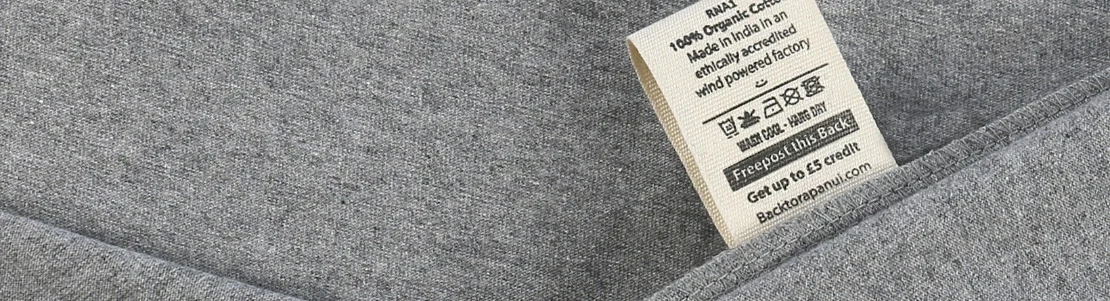 RNA1
100% Organic Cotton
Made in India in an
ethically accredited
wind powered factory
WASH COOL - HANG DRY
Freepost this Back.
Get up to £5 credit
Backtorapanui.com